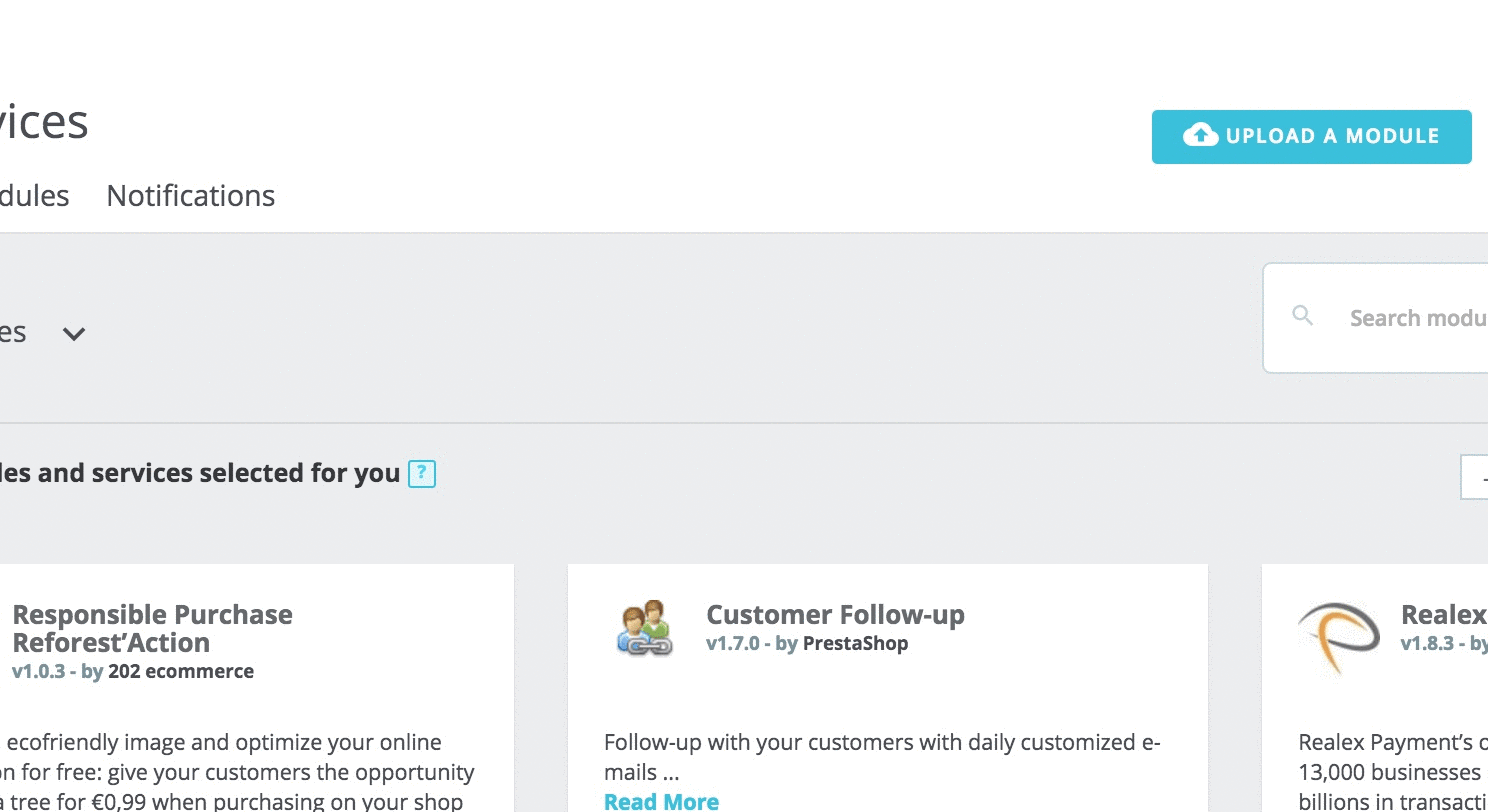 vices
UPLOAD A MODULE
dules Notifications
es
Search modu
les and services selected for you ?
Responsible Purchase
Reforest’Action
v1.0.3 - by 202 ecommerce
ecofriendly image and optimize your online
on for free: give your customers the opportunity
a tree for €0,99 when purchasing on your shop
Customer Follow-up
v1.7.0 - by PrestaShop
Follow-up with your customers with daily customized e-
mails ...
Read More
Realex
v1.8.3 - by
Realex Payment’s o
13,000 businesses
billions in transacti